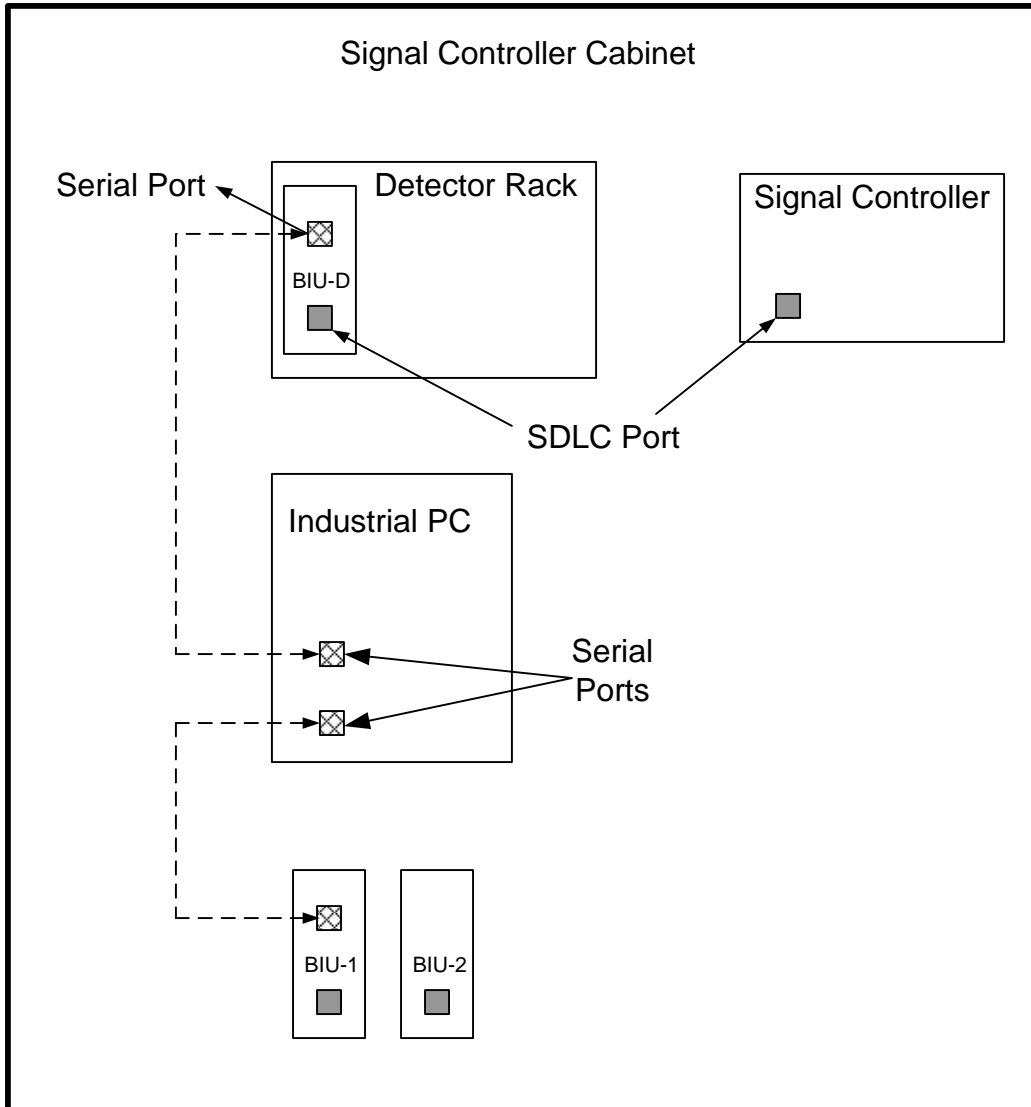 Signal Controller Cabinet
Serial Port
Detector Rack
Signal Controller
BIU-D
SDLC Port
Industrial PC
Serial
Ports
BIU-1
BIU-2